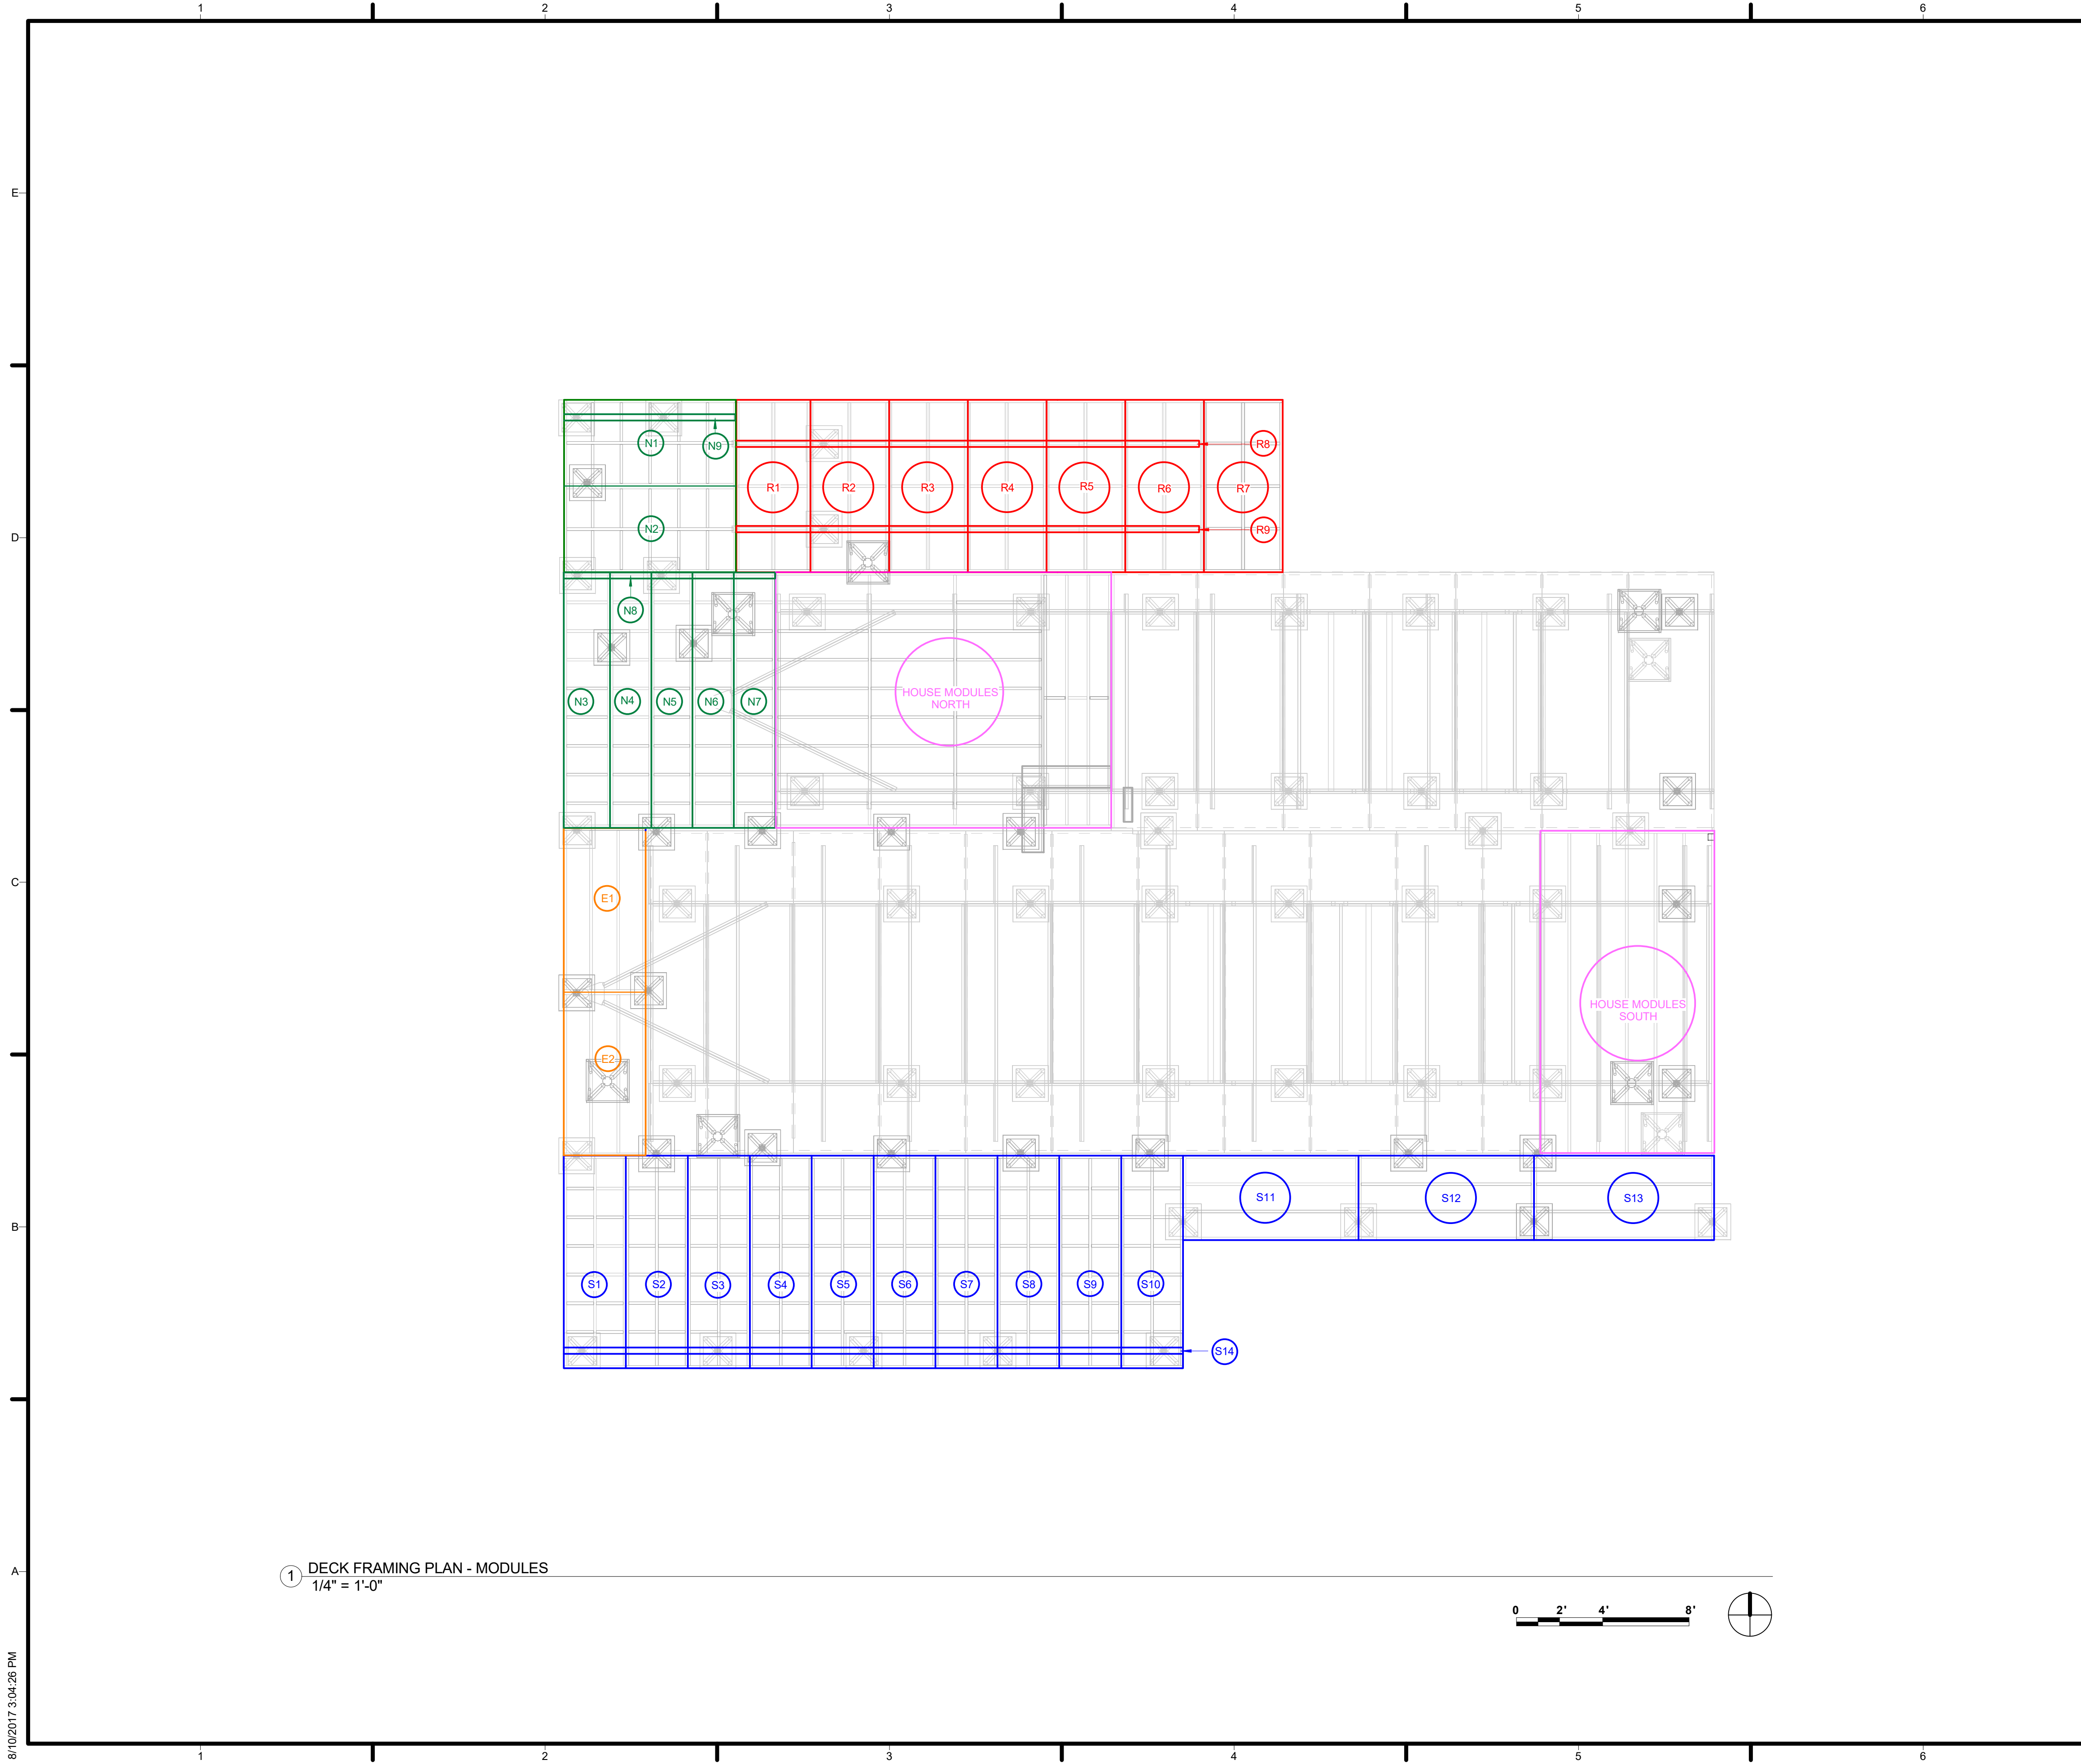 1 2 3 4 5 6
E
D
C
B
A
N1
N9
R8
R1
R2
R3
R4
R5
R6
R7
N2
R9
N8
HOUSE MODULES
NORTH
N3
N4
N5
N6
N7
E1
HOUSE MODULES
SOUTH
E2
S11
S12
S13
S1
S2
S3
S4
S5
S6
S7
S8
S9
S10
S14
1 DECK FRAMING PLAN - MODULES
1/4" = 1'-0"
0 2' 4' 8'
8/10/2017 3:04:26 PM
1 2 3 4 5 6